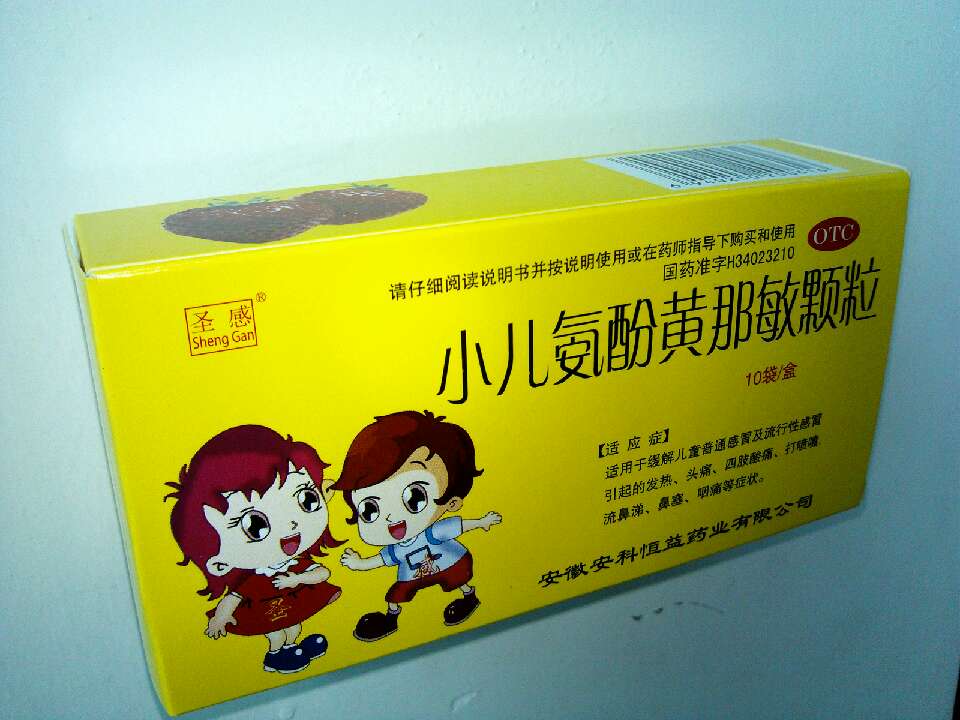 请仔细阅读说明书并按说明使用或在药师指导下购买和使用
OTC
国药准字H34023210
圣感®
Sheng Gan
小儿氨酚黄那敏颗粒
10袋/盒
【适 应 症】
适用于缓解儿童普通感冒及流行性感冒
引起的发热、头痛、四肢酸痛、打喷嚏
流鼻涕、鼻塞、咽痛等症状。
安徽安科恒益药业有限公司
圣
感